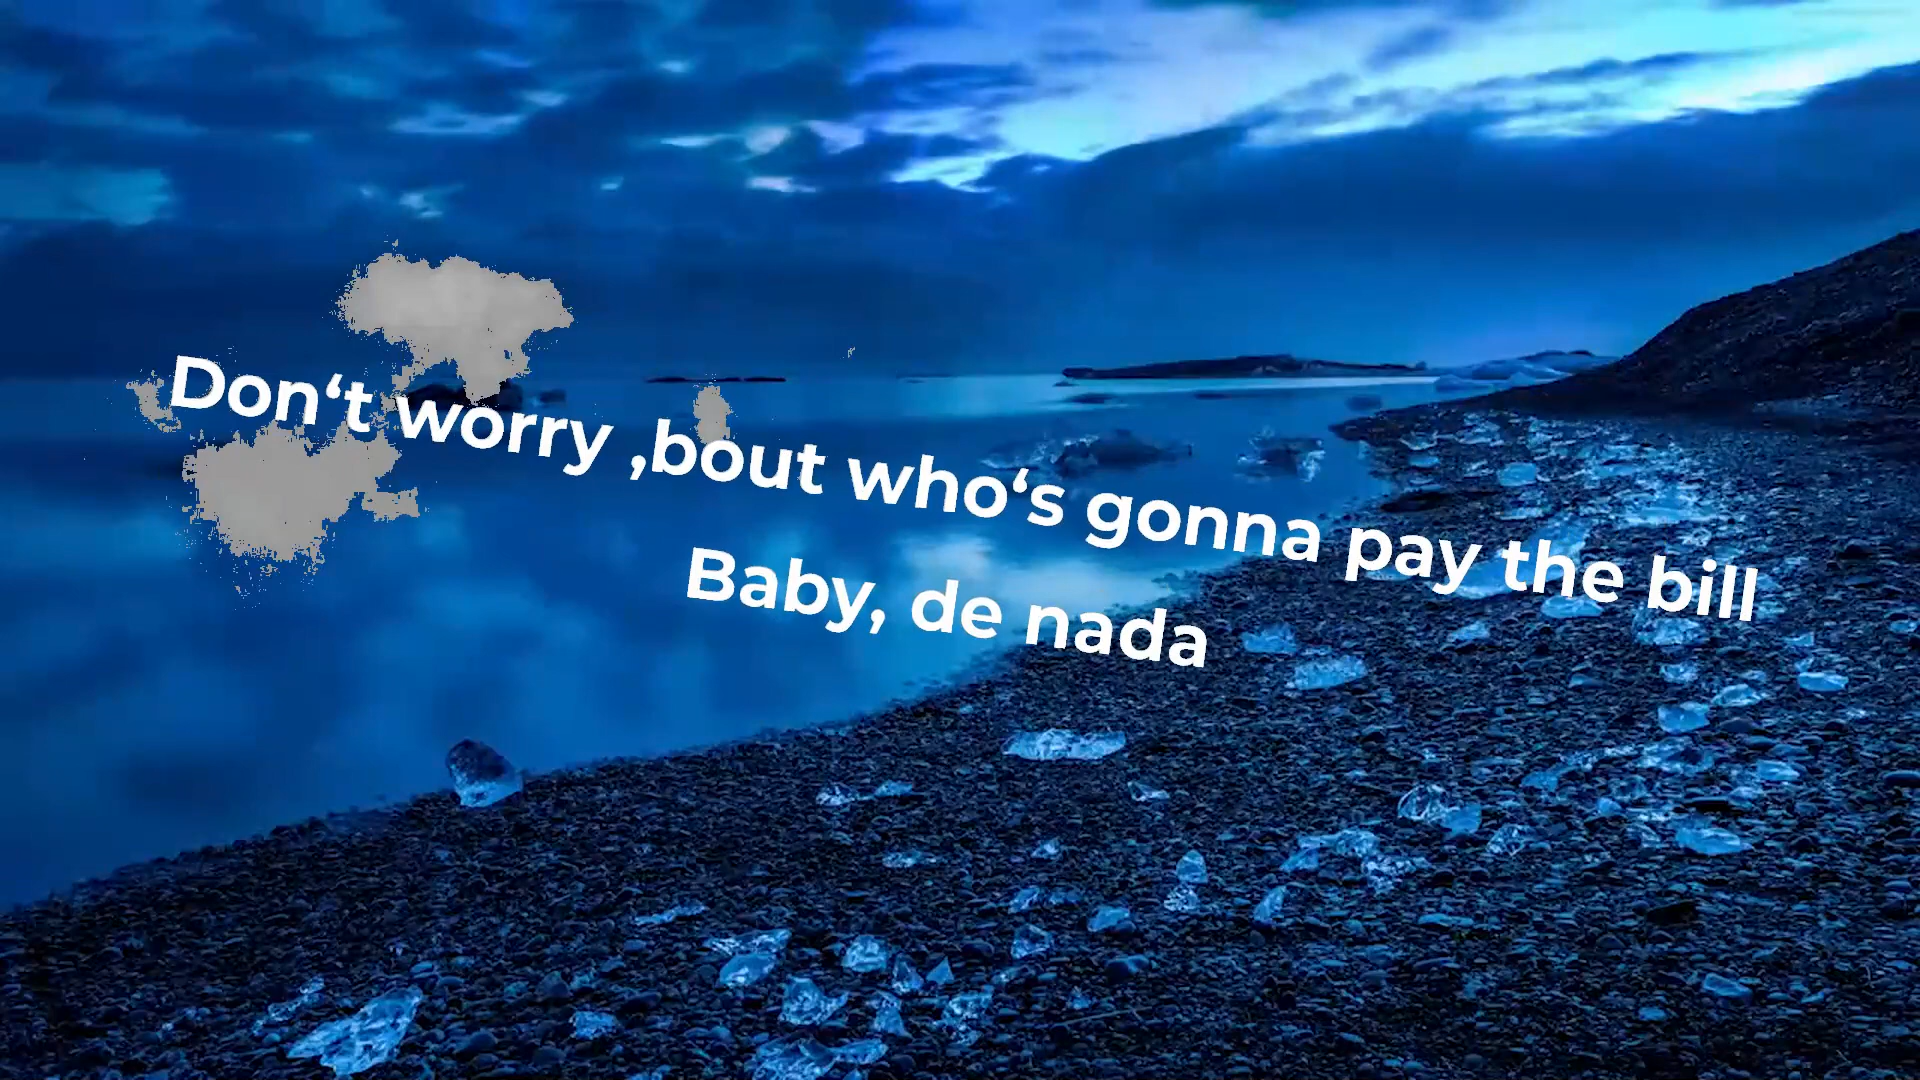 Don‘t worry ,bout who‘s gonna pay the bill
Baby, de nada